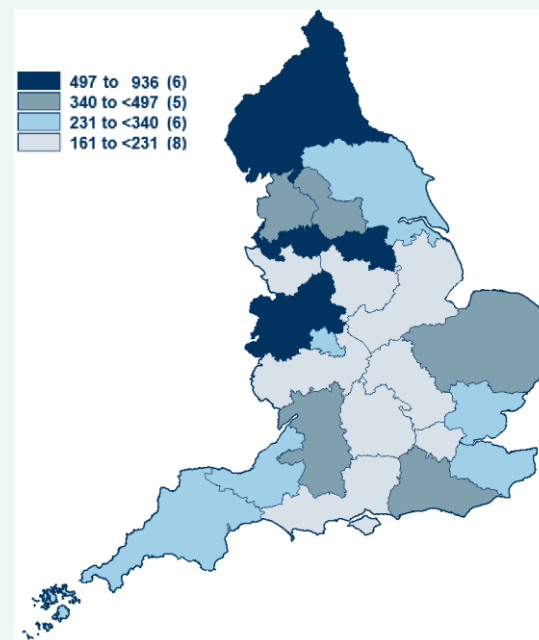 497 to 936 (6)
340 to <497 (5)
231 to <340 (6)
161 to <231 (8)